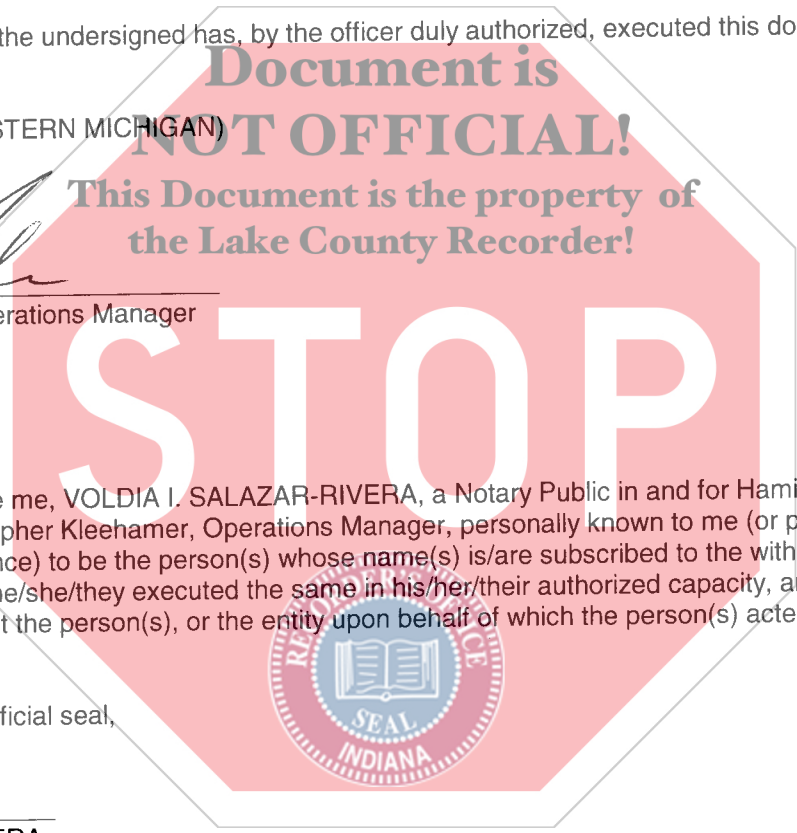 the undersigned has, by the officer duly authorized, executed this do
Document is
STERN MICHIGAN)
NOT OFFICIAL!
This Document is the property of
the Lake County Recorder!
erations Manager
STOP
e me, VOLDIA I. SALAZAR-RIVERA, a Notary Public in and for Hami
pher Kleehamer, Operations Manager, personally known to me (or p
nce) to be the person(s) whose name(s) is/are subscribed to the with
he/she/they executed the same in his/her/their authorized capacity, a
t the person(s), or the entity upon behalf of which the person(s) acte
RECORDER'S OFFICE
SEAL
INDIANA
ficial seal,
ERA